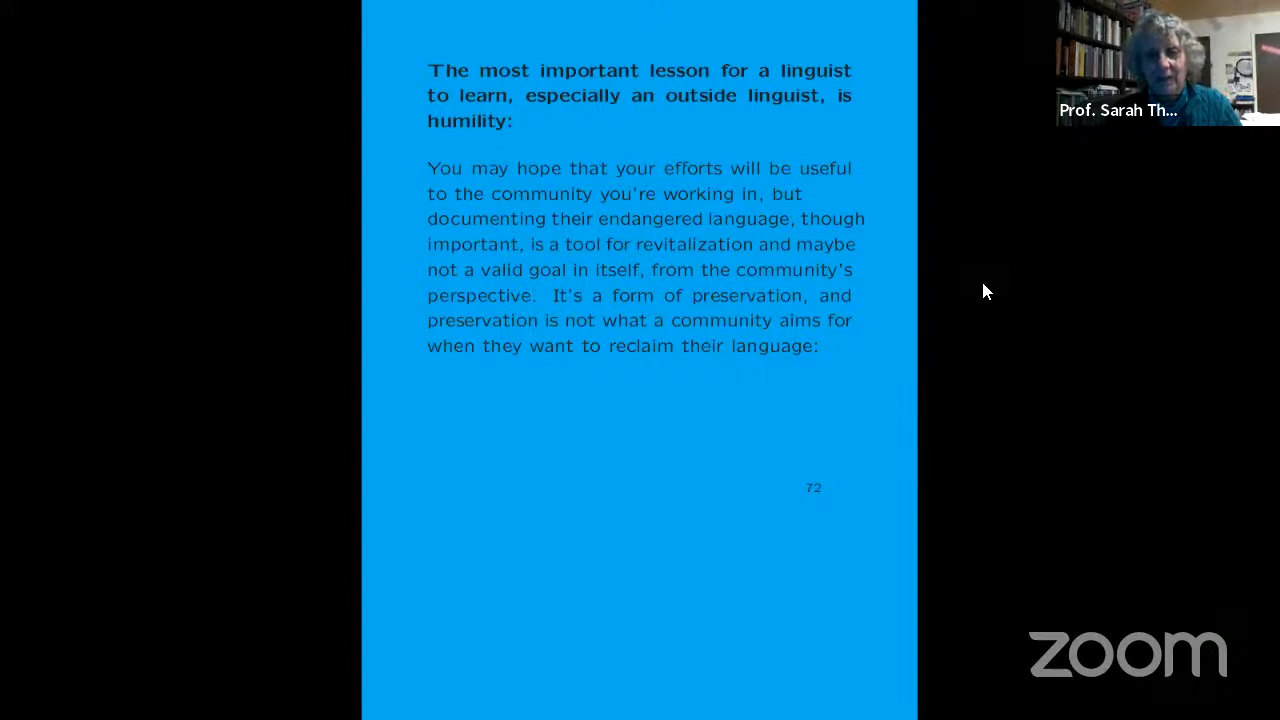 The most important lesson for a linguist
to learn, especially an outside linguist, is
humility:
You may hope that your efforts will be useful
to the community you're working in, but
documenting their endangered language, though
important, is a tool for revitalization and maybe
not a valid goal in itself, from the community's
perspective. It's a form of preservation, and
preservation is not what a community aims for
when they want to reclaim their language:
72
Prof. Sarah Th...
zoom